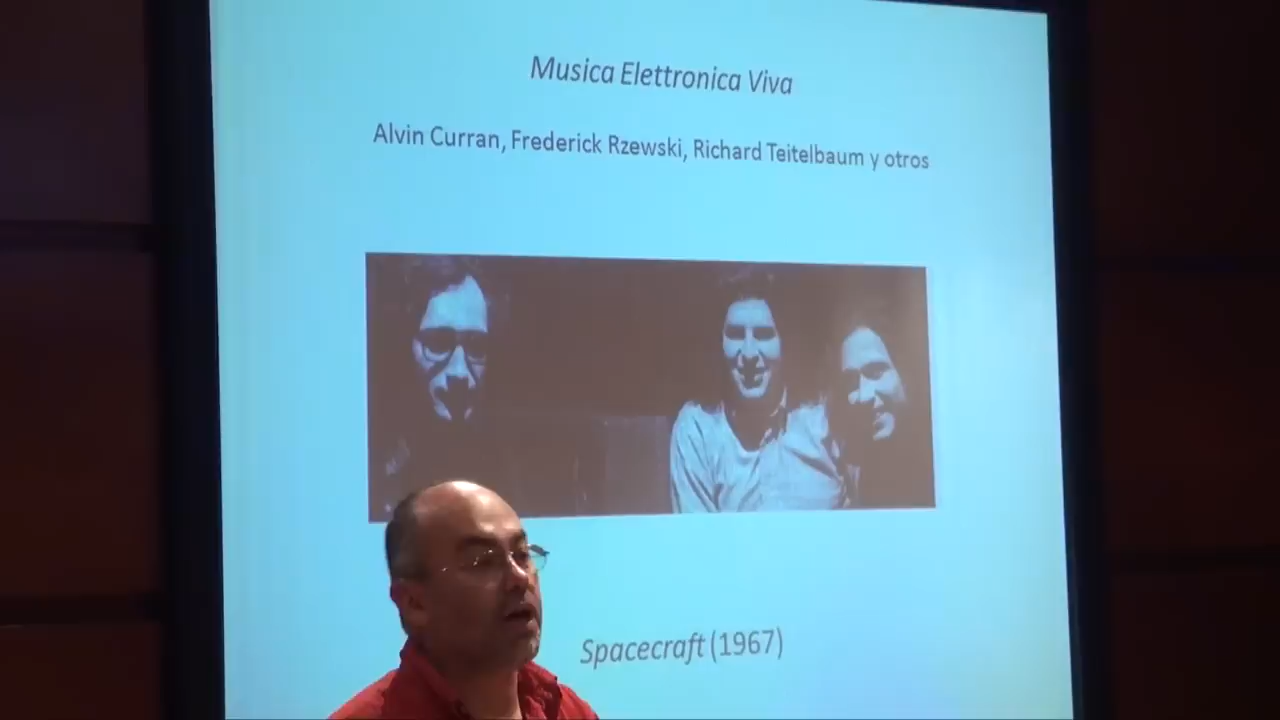 Musica Elettronica Viva
Alvin Curran, Frederick Rzewski, Richard Teitelbaum y otros
Spacecraft (1967)